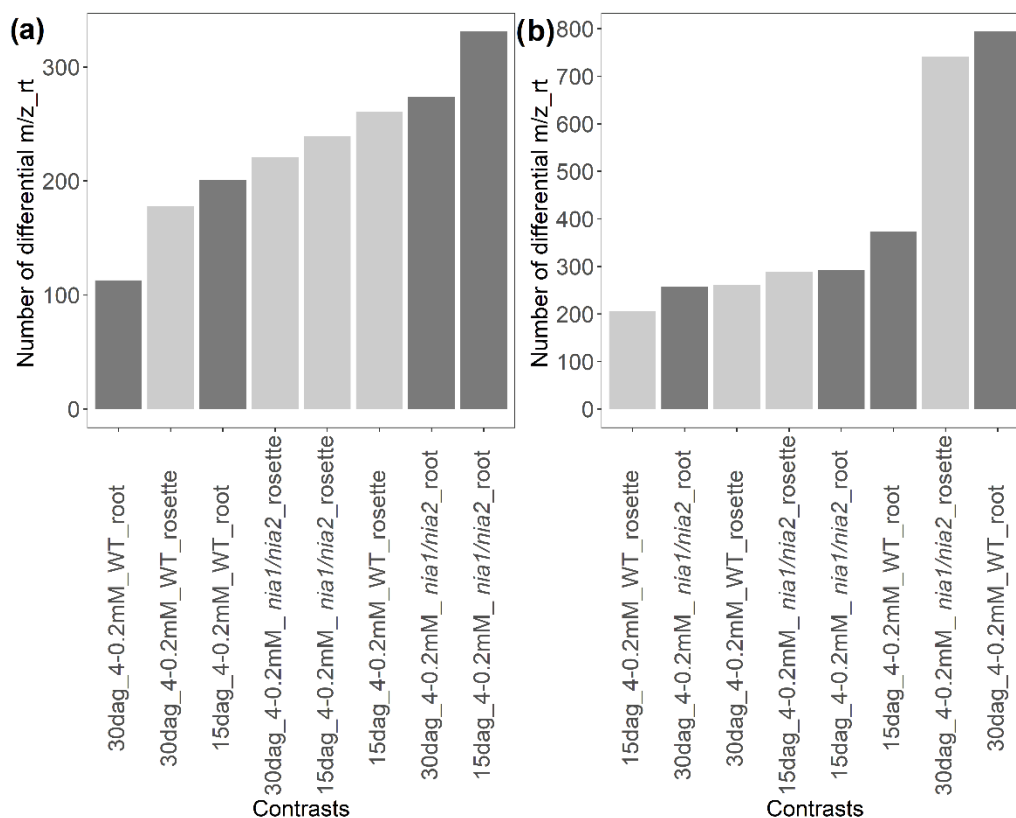 (a)
Number of differential m/z_rt
300
200
100
0
30dag_4-0.2mM_WT_root
30dag_4-0.2mM_WT_rosette
15dag_4-0.2mM_WT_root
30dag_4-0.2mM_ nia1/nia2_rosette
15dag_4-0.2mM_ nia1/nia2_rosette
15dag_4-0.2mM_WT_rosette
30dag_4-0.2mM_ nia1/nia2_root
15dag_4-0.2mM_ nia1/nia2_root
Contrasts
(b)
Number of differential m/z_rt
800
700
600
500
400
300
200
100
0
15dag_4-0.2mM_WT_rosette
30dag_4-0.2mM_ nia1/nia2_root
30dag_4-0.2mM_WT_rosette
15dag_4-0.2mM_ nia1/nia2_rosette
15dag_4-0.2mM_ nia1/nia2_root
15dag_4-0.2mM_WT_root
30dag_4-0.2mM_ nia1/nia2_rosette
30dag_4-0.2mM_WT_root
Contrasts